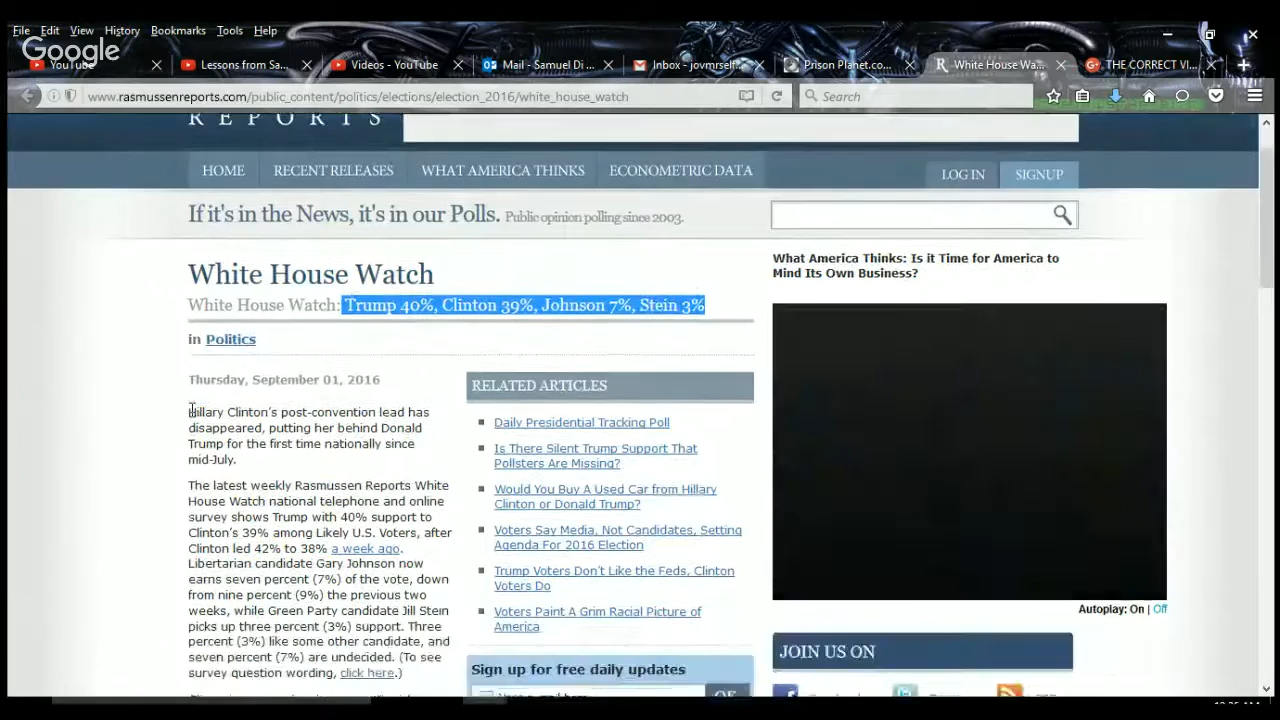 File Edit View History Bookmarks Tools Help
Google
YouTube Lessons from Sa... Videos - YouTube Mail - Samuel Di ... Inbox - jovmrself... Prison Planet.co... White House Wa... THE CORRECT VI...
www.rasmussenreports.com/public_content/politics/elections/election_2016/white_house_watch
Search
REPORTS
HOME RECENT RELEASES WHAT AMERICA THINKS ECONOMETRIC DATA
LOG IN SIGNUP
If it's in the News, it's in our Polls. Public opinion polling since 2003.
White House Watch
White House Watch: Trump 40%, Clinton 39%, Johnson 7%, Stein 3%
in Politics
Thursday, September 01, 2016
Hillary Clinton's post-convention lead has
disappeared, putting her behind Donald
Trump for the first time nationally since
mid-July.
The latest weekly Rasmussen Reports White
House Watch national telephone and online
survey shows Trump with 40% support to
Clinton's 39% among Likely U.S. Voters, after
Clinton led 42% to 38% a week ago.
Libertarian candidate Gary Johnson now
earns seven percent (7%) of the vote, down
from nine percent (9%) the previous two
weeks, while Green Party candidate Jill Stein
picks up three percent (3%) support. Three
percent (3%) like some other candidate, and
seven percent (7%) are undecided. (To see
survey question wording, click here.)
RELATED ARTICLES
Daily Presidential Tracking Poll
Is There Silent Trump Support That
Pollsters Are Missing?
Would You Buy A Used Car from Hillary
Clinton or Donald Trump?
Voters Say Media, Not Candidates, Setting
Agenda For 2016 Election
Trump Voters Don't Like the Feds, Clinton
Voters Do
Voters Paint A Grim Racial Picture of
America
Sign up for free daily updates
What America Thinks: Is it Time for America to
Mind Its Own Business?
Autoplay: On | Off
JOIN US ON